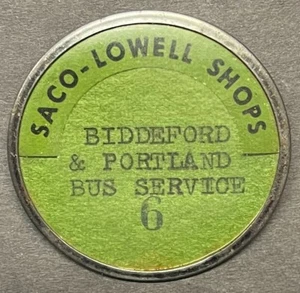 SACO-LOWELL SHOPS
BIDDEFORD
& PORTLAND
BUS SERVICE
6